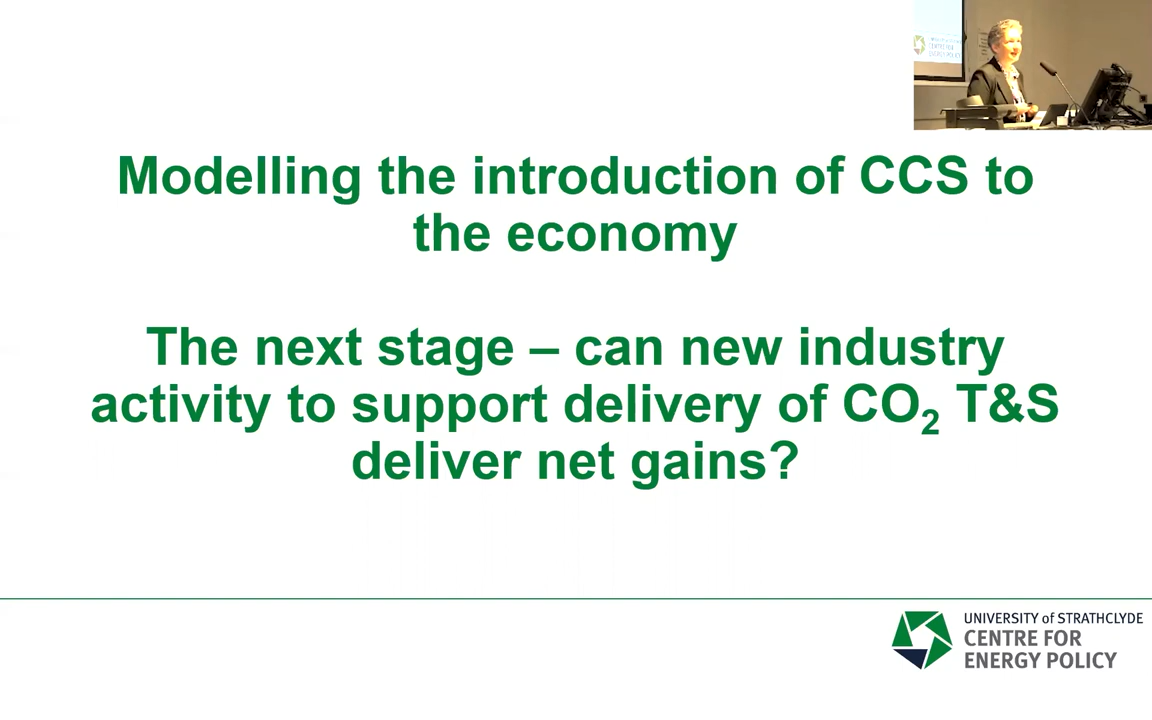 Modelling the introduction of CCS to
the economy
The next stage – can new industry
activity to support delivery of CO₂ T&S
deliver net gains?
UNIVERSITY of STRATHCLYDE
CENTRE FOR
ENERGY POLICY